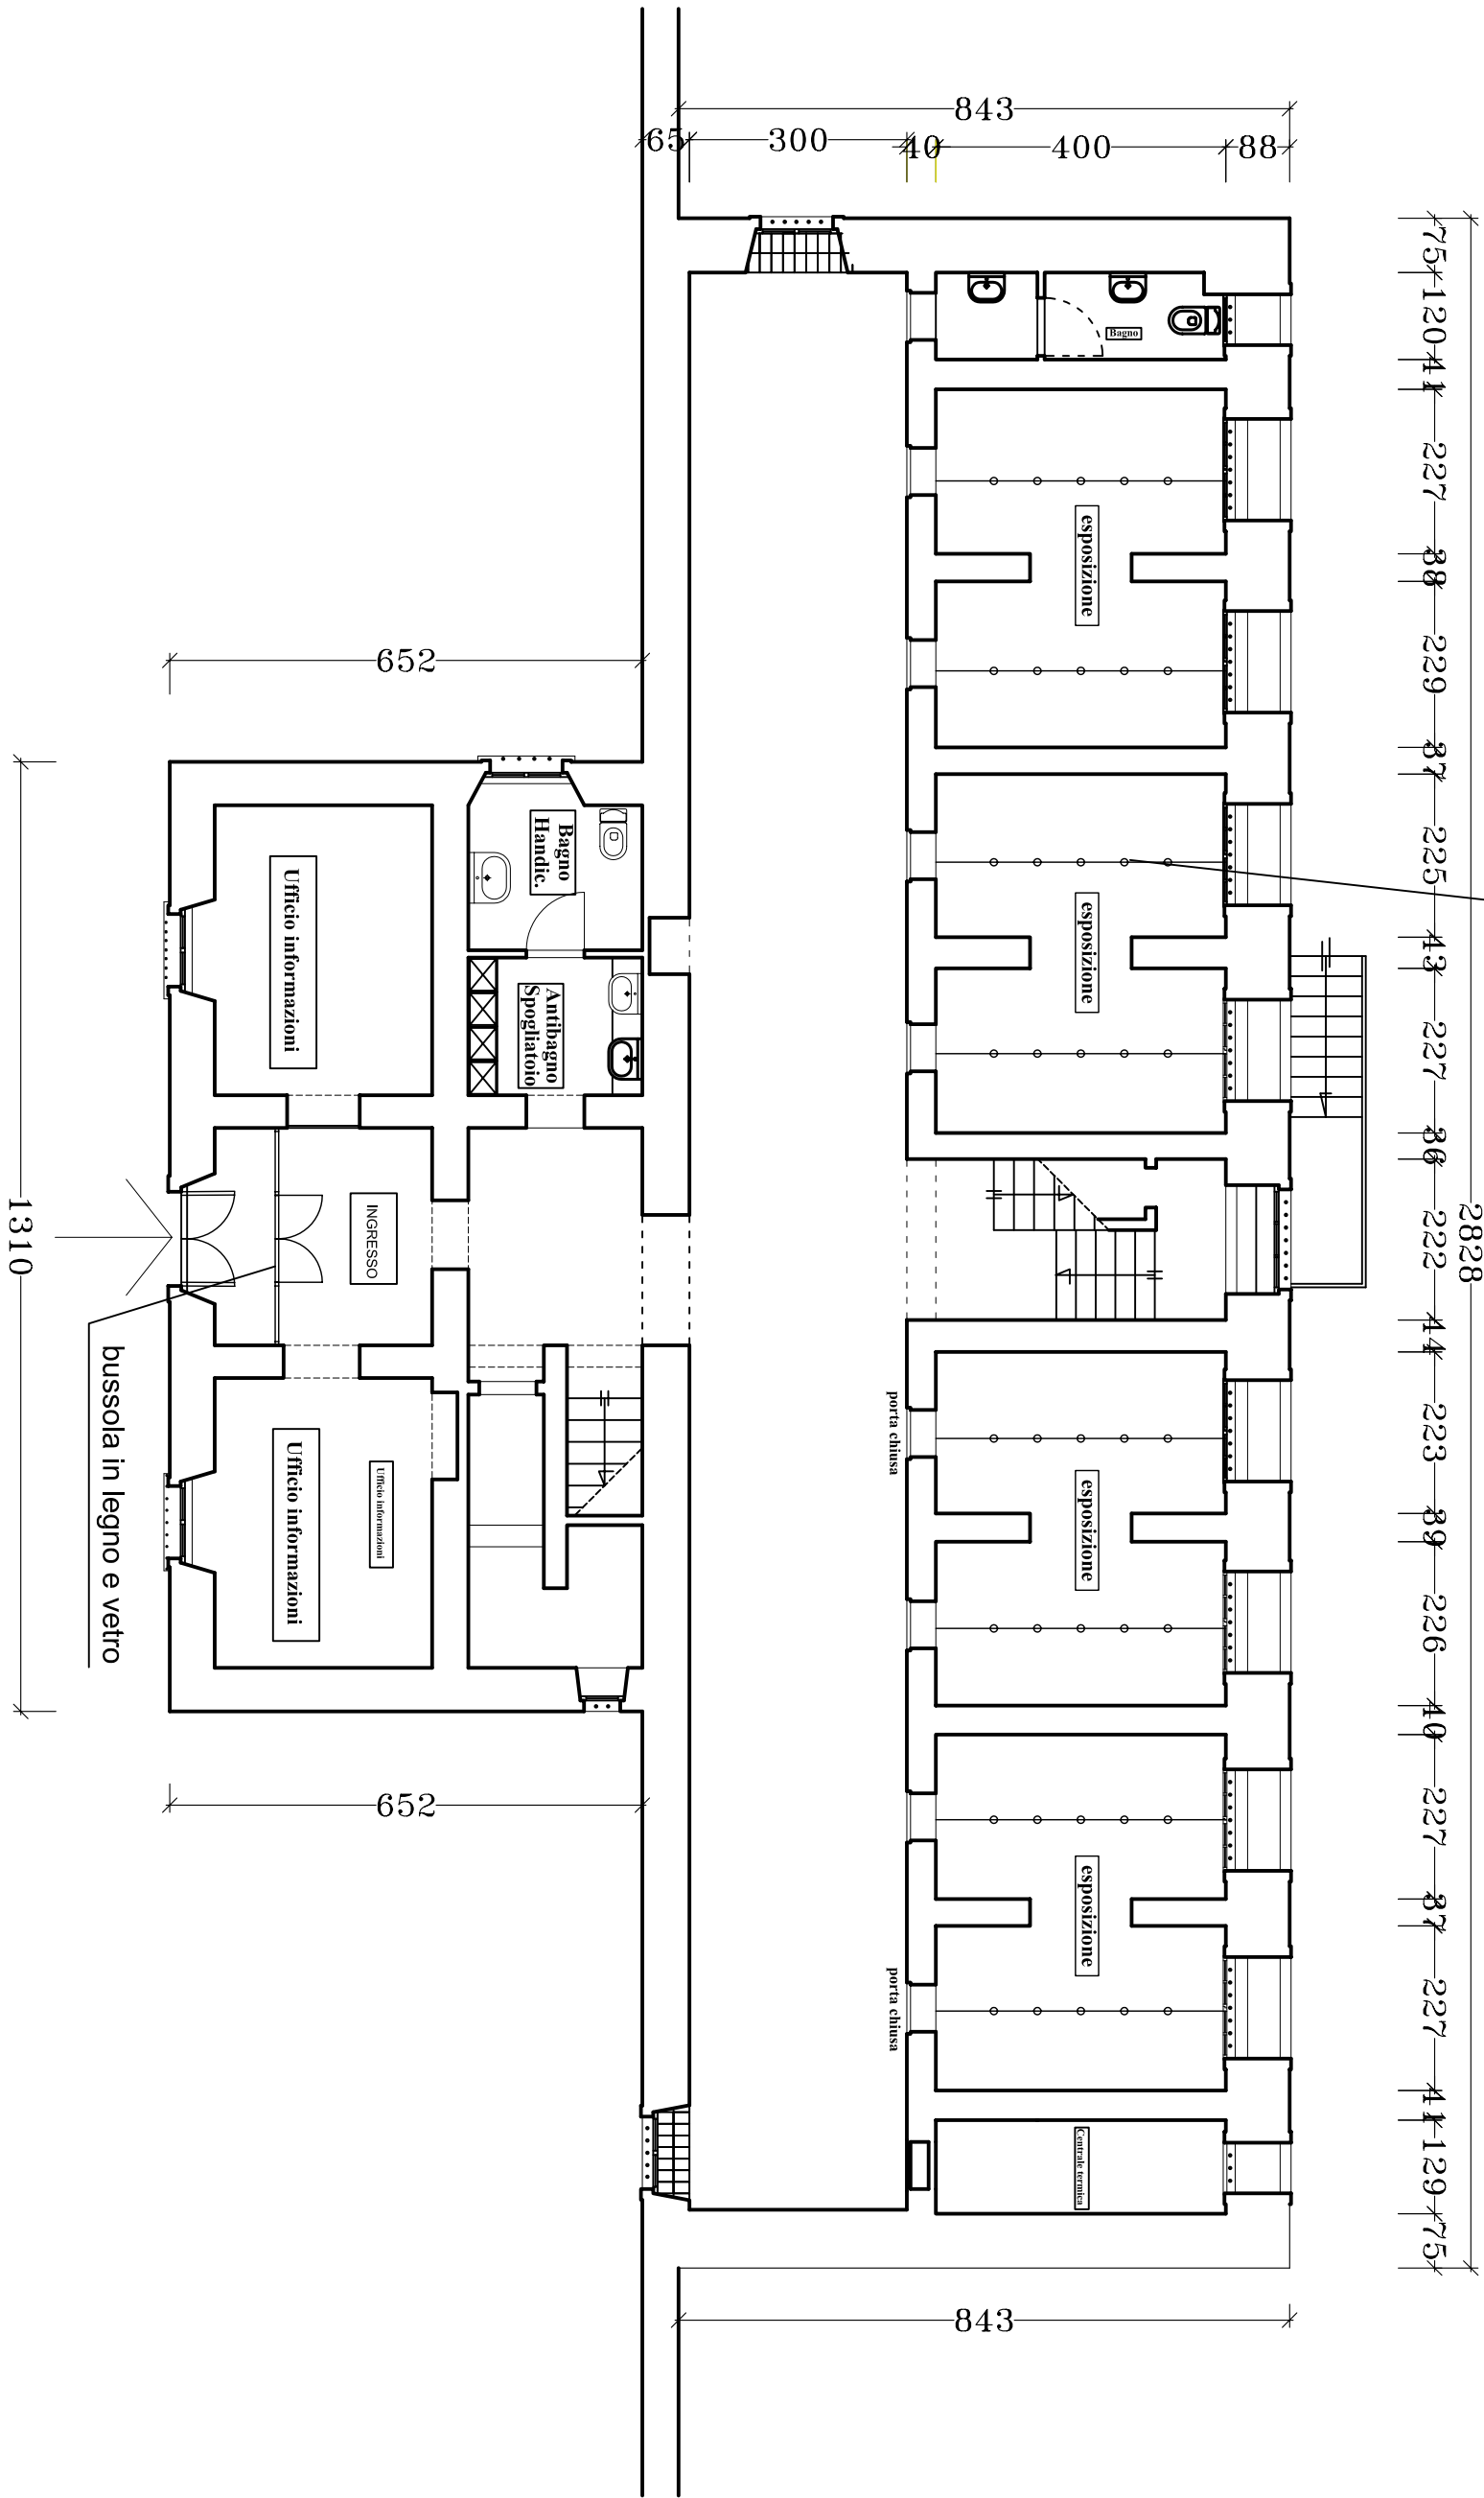 843
65
300
40
400
88
75
120
41
227
38
229
37
225
43
227
36
222
44
223
39
226
40
227
37
227
41
129
75
2828
Bagno
esposizione
esposizione
esposizione
esposizione
Centrale termica
porta chiusa
porta chiusa
652
1310
Bagno
Handic.
Antibagno
Spogliatoio
Ufficio informazioni
INGRESSO
Ufficio informazioni
Ufficio informazioni
bussola in legno e vetro
652
843